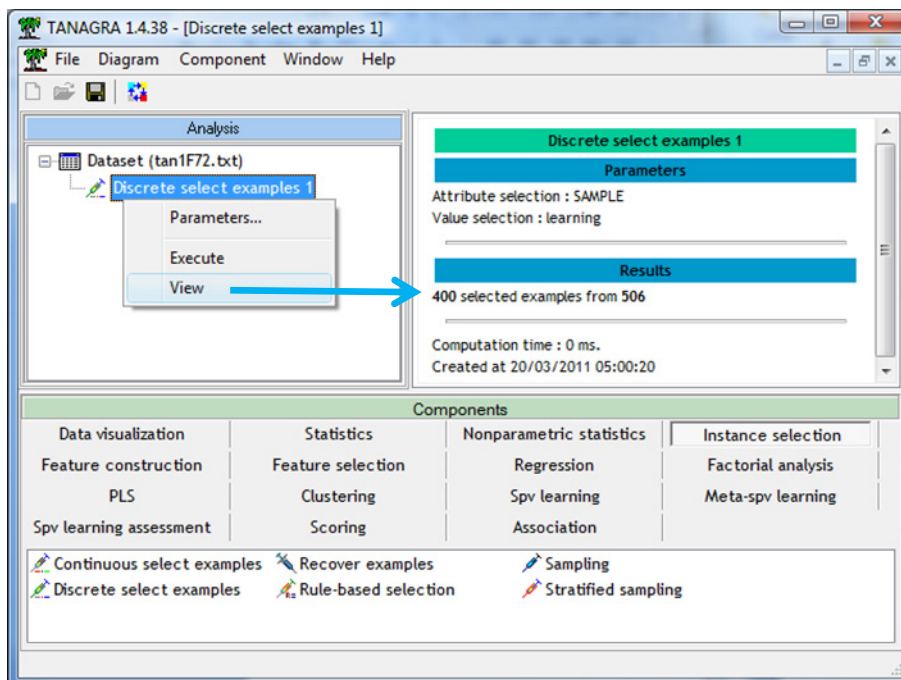 TANAGRA 1.4.38 - [Discrete select examples 1]
File Diagram Component Window Help
Analysis
Dataset (tan1F72.txt)
Discrete select examples 1
Parameters...
Execute
View
Discrete select examples 1
Parameters
Attribute selection : SAMPLE
Value selection : learning
Results
400 selected examples from 506
Computation time : 0 ms.
Created at 20/03/2011 05:00:20
Components
Data visualization Statistics Nonparametric statistics Instance selection
Feature construction Feature selection Regression Factorial analysis
PLS Clustering Spv learning Meta-spv learning
Spv learning assessment Scoring Association
Continuous select examples Recover examples Sampling
Discrete select examples Rule-based selection Stratified sampling